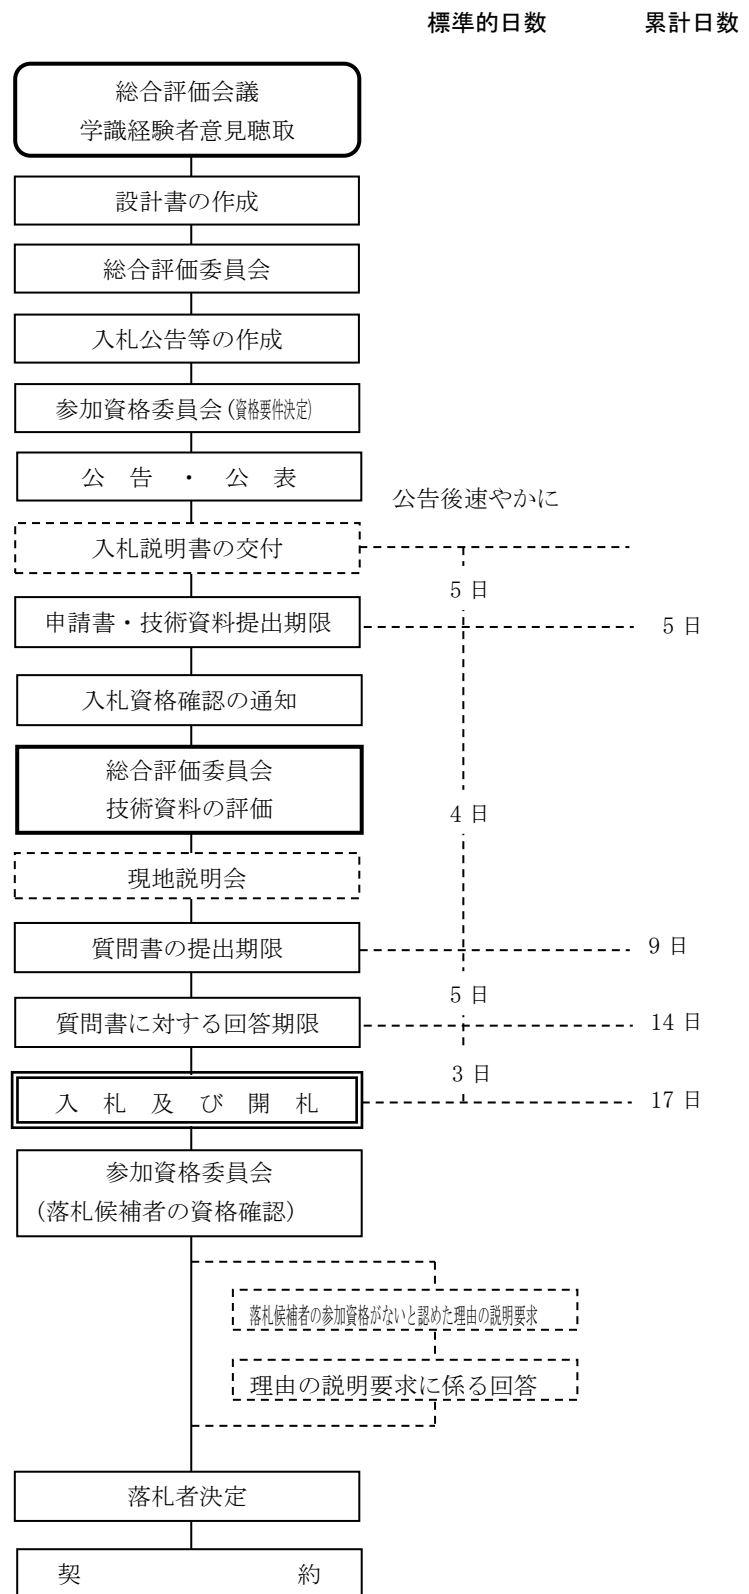 標準的日数 累計日数
総合評価会議
学識経験者意見聴取
設計書の作成
総合評価委員会
入札公告等の作成
参加資格委員会(資格要件決定)
公 告 ・ 公 表
公告後速やかに
入札説明書の交付
5 日
申請書・技術資料提出期限
5 日
入札資格確認の通知
総合評価委員会
技術資料の評価
4 日
現地説明会
質問書の提出期限
9 日
5 日
質問書に対する回答期限
14 日
3 日
入 札 及 び 開 札
17 日
参加資格委員会
(落札候補者の資格確認)
落札候補者の参加資格がないと認めた理由の説明要求
理由の説明要求に係る回答
落札者決定
契 約